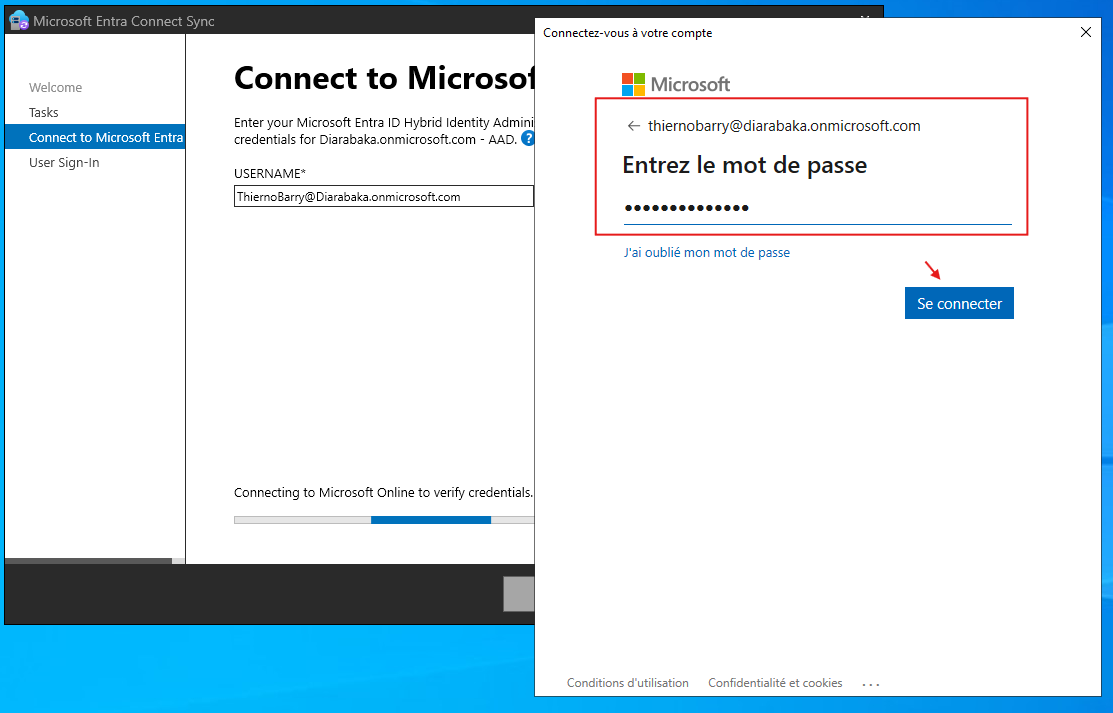 Microsoft Entra Connect Sync
Welcome
Tasks
Connect to Microsoft Entra
User Sign-In
Connect to Microsof
Enter your Microsoft Entra ID Hybrid Identity Admini
credentials for Diarabaka.onmicrosoft.com - AAD. ?
USERNAME*
ThiernoBarry@Diarabaka.onmicrosoft.com
Connecting to Microsoft Online to verify credentials.
Connectez-vous à votre compte
Microsoft
← thiernobarry@diarabaka.onmicrosoft.com
Entrez le mot de passe
••••••••••••••
J'ai oublié mon mot de passe
Se connecter
Conditions d'utilisation Confidentialité et cookies ...